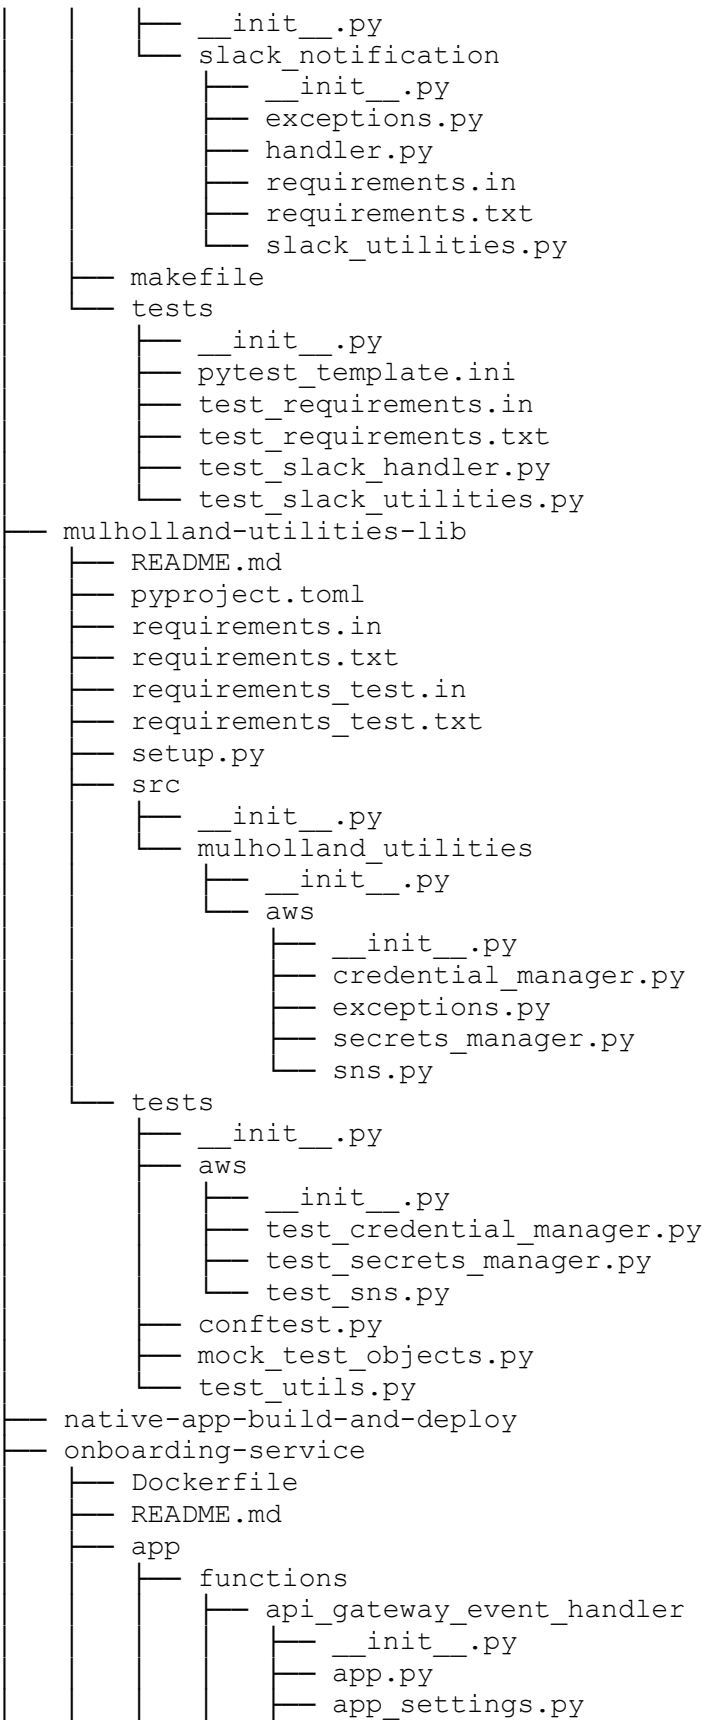 │   │   ├── __init__.py
│   │   └── slack_notification
│   │       ├── __init__.py
│   │       ├── exceptions.py
│   │       ├── handler.py
│   │       ├── requirements.in
│   │       ├── requirements.txt
│   │       └── slack_utilities.py
│   ├── makefile
│   └── tests
│       ├── __init__.py
│       ├── pytest_template.ini
│       ├── test_requirements.in
│       ├── test_requirements.txt
│       ├── test_slack_handler.py
│       └── test_slack_utilities.py
├── mulholland-utilities-lib
│   ├── README.md
│   ├── pyproject.toml
│   ├── requirements.in
│   ├── requirements.txt
│   ├── requirements_test.in
│   ├── requirements_test.txt
│   ├── setup.py
│   ├── src
│   │   ├── __init__.py
│   │   └── mulholland_utilities
│   │       ├── __init__.py
│   │       └── aws
│   │           ├── __init__.py
│   │           ├── credential_manager.py
│   │           ├── exceptions.py
│   │           ├── secrets_manager.py
│   │           └── sns.py
│   └── tests
│       ├── __init__.py
│       ├── aws
│       │   ├── __init__.py
│       │   ├── test_credential_manager.py
│       │   ├── test_secrets_manager.py
│       │   └── test_sns.py
│       ├── conftest.py
│       ├── mock_test_objects.py
│       └── test_utils.py
├── native-app-build-and-deploy
├── onboarding-service
│   ├── Dockerfile
│   ├── README.md
│   ├── app
│   │   ├── functions
│   │   │   ├── api_gateway_event_handler
│   │   │   │   ├── __init__.py
│   │   │   │   ├── app.py
│   │   │   │   ├── app_settings.py